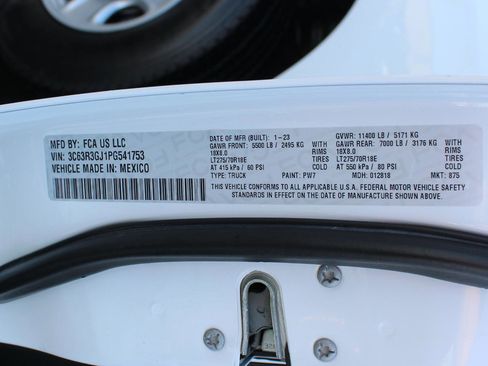 MFD BY: FCA US LLC
VIN: 3C63R3GJ1PG541753
VEHICLE MADE IN: MEXICO
DATE OF MFR (BUILT): 1-23
GAWR FRONT: 5500 LB / 2495 KG WITH
18X8.0 RIMS
LT275/70R18E TIRES
AT 415 kPa / 60 PSI COLD
TYPE: TRUCK PAINT: PW7
GVWR: 11400 LB / 5171 KG
GAWR REAR: 7000 LB / 3176 KG WITH
18X8.0 RIMS
LT275/70R18E TIRES
AT 550 kPa / 80 PSI COLD
MDH: 012818 MKT: 875
THIS VEHICLE CONFORMS TO ALL APPLICABLE U.S.A. FEDERAL MOTOR VEHICLE SAFETY
STANDARDS IN EFFECT ON THE DATE OF MANUFACTURE SHOWN ABOVE.